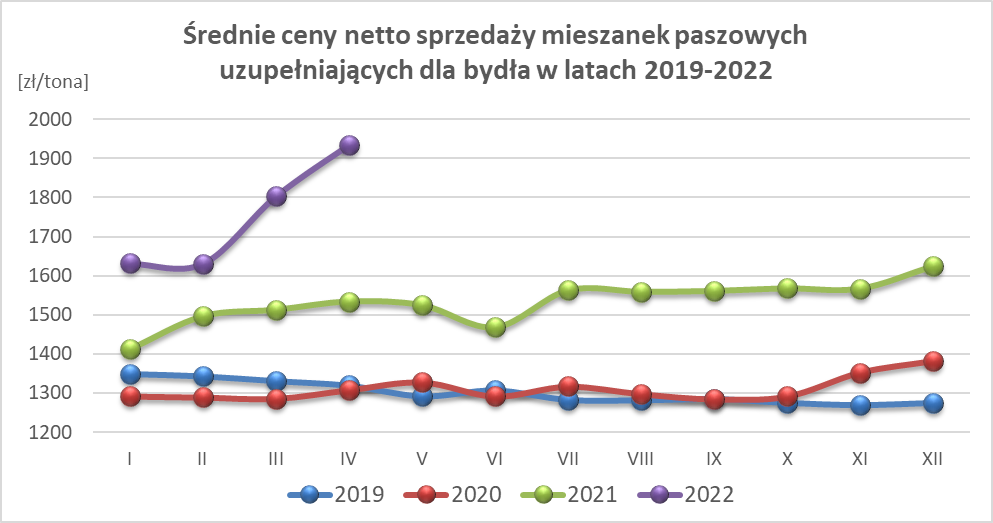 Średnie ceny netto sprzedaży mieszanek paszowych
uzupełniających dla bydła w latach 2019-2022
[zł/tona]
2000
1900
1800
1700
1600
1500
1400
1300
1200
I II III IV V VI VII VIII IX X XI XII
2019 2020 2021 2022